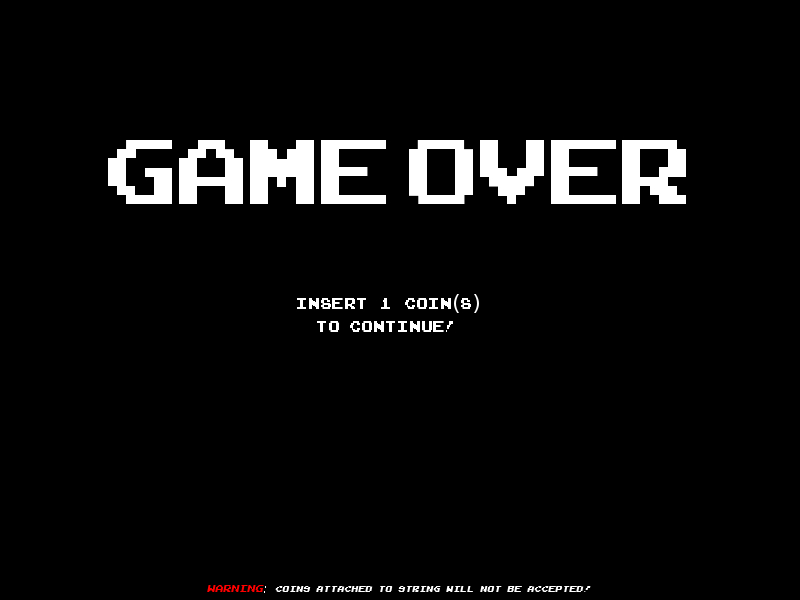 GAME OVER
INSERT 1 COIN(S)
TO CONTINUE!
WARNING: COINS ATTACHED TO STRING WILL NOT BE ACCEPTED!